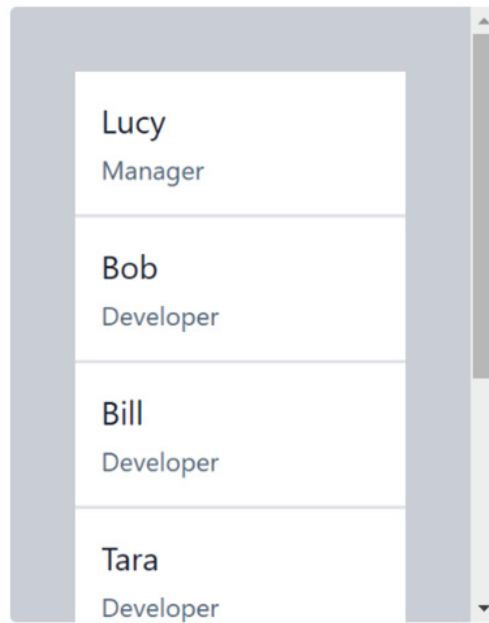 Lucy
Manager
Bob
Developer
Bill
Developer
Tara
Developer